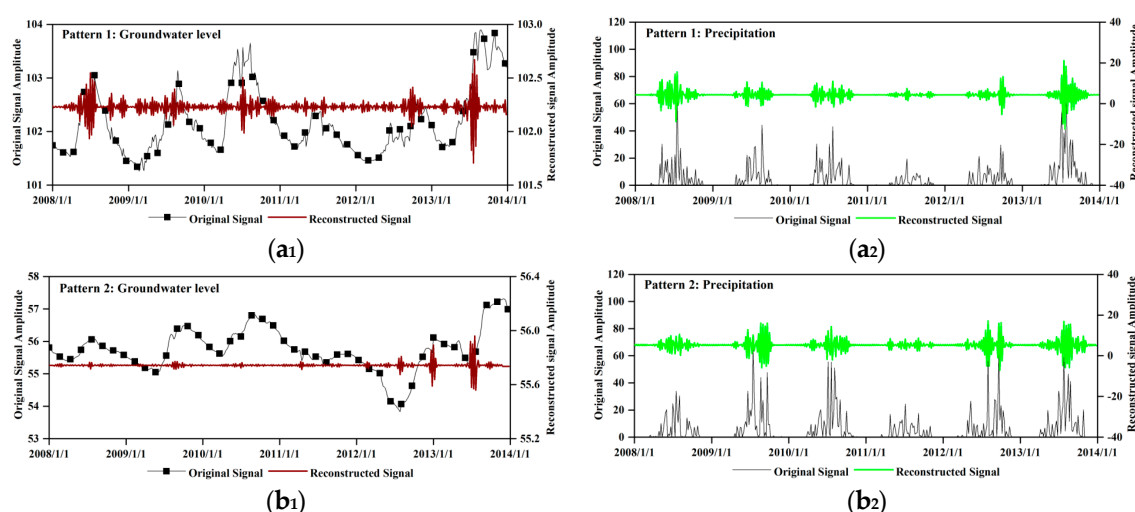 Pattern 1: Groundwater level
Original Signal Amplitude
104
103
102
101
Reconstructed signal Amplitude
103.0
102.5
102.0
101.5
2008/1/1 2009/1/1 2010/1/1 2011/1/1 2012/1/1 2013/1/1 2014/1/1
Original Signal Reconstructed Signal
(a1)
Pattern 1: Precipitation
Original Signal Amplitude
120
100
80
60
40
20
0
Reconstructed signal Amplitude
40
20
0
-20
-40
2008/1/1 2009/1/1 2010/1/1 2011/1/1 2012/1/1 2013/1/1 2014/1/1
Original Signal Reconstructed Signal
(a2)
Pattern 2: Groundwater level
Original Signal Amplitude
58
57
56
55
54
53
Reconstructed signal Amplitude
56.4
56.0
55.6
55.2
2008/1/1 2009/1/1 2010/1/1 2011/1/1 2012/1/1 2013/1/1 2014/1/1
Original Signal Reconstructed Signal
(b1)
Pattern 2: Precipitation
Original Signal Amplitude
120
100
80
60
40
20
0
Reconstructed signal Amplitude
40
20
0
-20
-40
2008/1/1 2009/1/1 2010/1/1 2011/1/1 2012/1/1 2013/1/1 2014/1/1
Original Signal Reconstructed Signal
(b2)